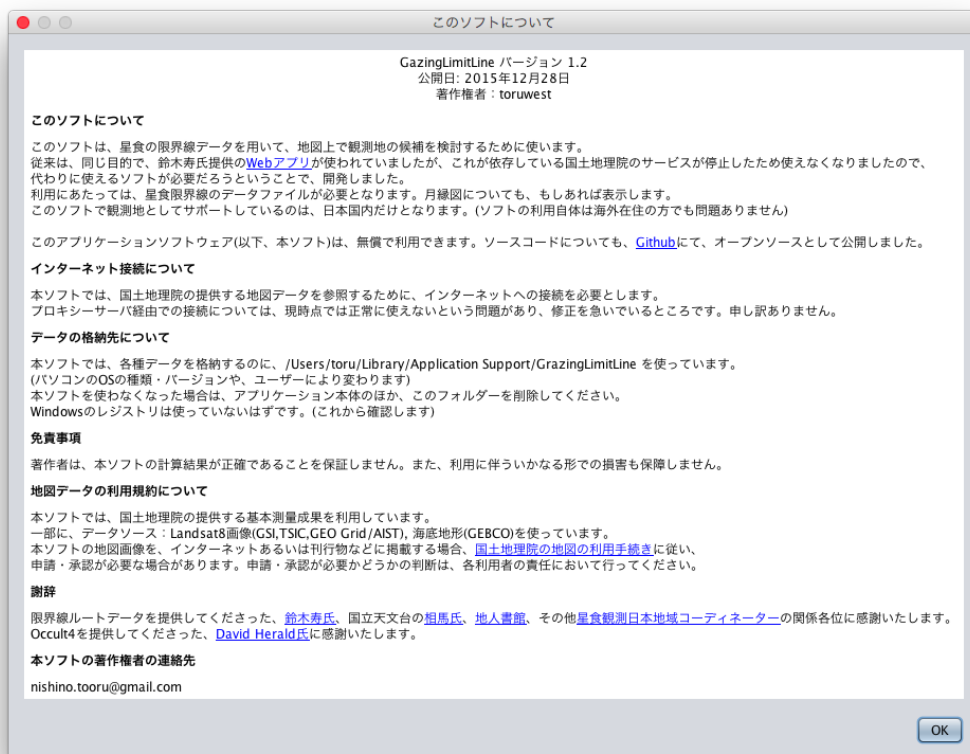 このソフトについて
GazingLimitLine バージョン 1.2
公開日: 2015年12月28日
著作権者：toruwest
このソフトについて
このソフトは、星食の限界線データを用いて、地図上で観測地の候補を検討するために使います。
従来は、同じ目的で、鈴木寿氏提供のWebアプリが使われていましたが、これが依存している国土地理院のサービスが停止したため使えなくなりましたので、
代わりに使えるソフトが必要だろうということで、開発しました。
利用にあたっては、星食限界線のデータファイルが必要となります。月縁図についても、もしあれば表示します。
このソフトで観測地としてサポートしているのは、日本国内だけとなります。(ソフトの利用自体は海外在住の方でも問題ありません)
このアプリケーションソフトウェア(以下、本ソフト)は、無償で利用できます。ソースコードについても、Githubにて、オープンソースとして公開しました。
インターネット接続について
本ソフトでは、国土地理院の提供する地図データを参照するために、インターネットへの接続を必要とします。
プロキシーサーバ経由での接続については、現時点では正常に使えないという問題があり、修正を急いでいるところです。申し訳ありません。
データの格納先について
本ソフトでは、各種データを格納するのに、/Users/toru/Library/Application Support/GrazingLimitLine を使っています。
(パソコンのOSの種類・バージョンや、ユーザーにより変わります)
本ソフトを使わなくなった場合は、アプリケーション本体のほか、このフォルダーを削除してください。
Windowsのレジストリは使っていないはずです。(これから確認します)
免責事項
著作者は、本ソフトの計算結果が正確であることを保証しません。また、利用に伴ういかなる形での損害も保障しません。
地図データの利用規約について
本ソフトでは、国土地理院の提供する基本測量成果を利用しています。
一部に、データソース：Landsat8画像(GSI,TSIC,GEO Grid/AIST), 海底地形(GEBCO)を使っています。
本ソフトの地図画像を、インターネットあるいは刊行物などに掲載する場合、国土地理院の地図の利用手続きに従い、
申請・承認が必要な場合があります。申請・承認が必要かどうかの判断は、各利用者の責任において行ってください。
謝辞
限界線ルートデータを提供してくださった、鈴木寿氏、国立天文台の相馬氏、地人書館、その他星食観測日本地域コーディネーターの関係各位に感謝いたします。
Occult4を提供してくださった、David Herald氏に感謝いたします。
本ソフトの著作権者の連絡先
nishino.tooru@gmail.com
OK